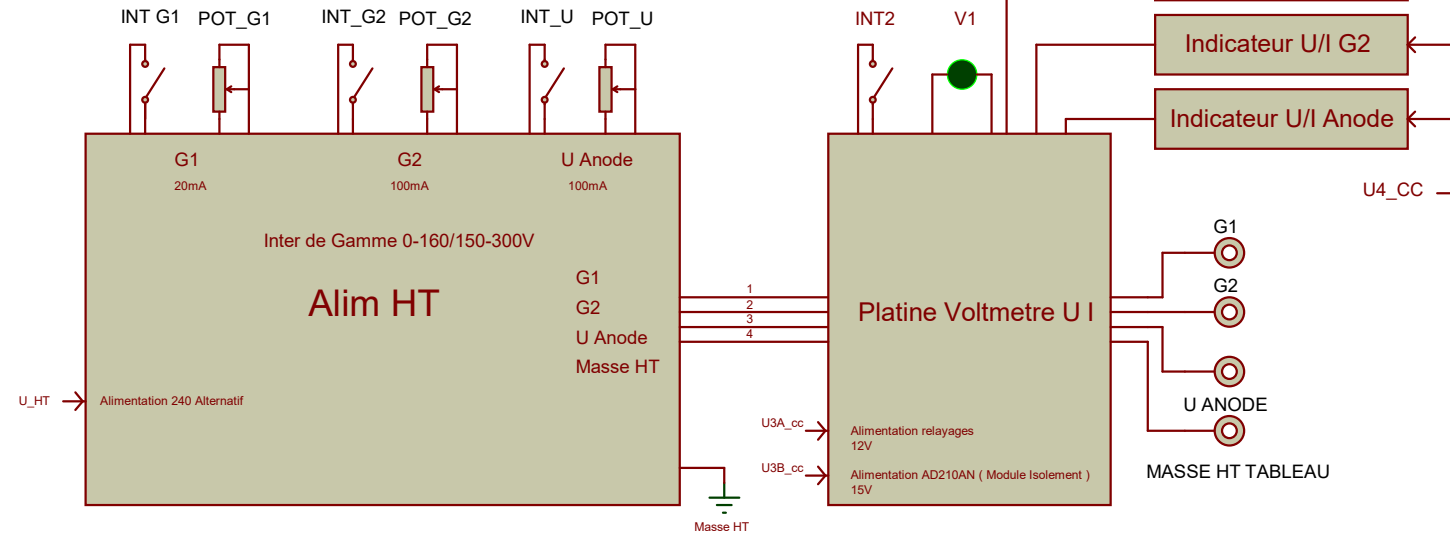 INT G1
POT_G1
INT_G2
POT_G2
INT_U
POT_U
INT2
V1
Indicateur U/I G2
Indicateur U/I Anode
U4_CC
G1
20mA
G2
100mA
U Anode
100mA
Inter de Gamme 0-160/150-300V
Alim HT
G1
G2
U Anode
Masse HT
1
2
3
4
U_HT
Alimentation 240 Alternatif
Masse HT
Platine Voltmetre U I
U3A_cc
Alimentation relayages
12V
U3B_cc
Alimentation AD210AN ( Module Isolement )
15V
G1
G2
U ANODE
MASSE HT TABLEAU